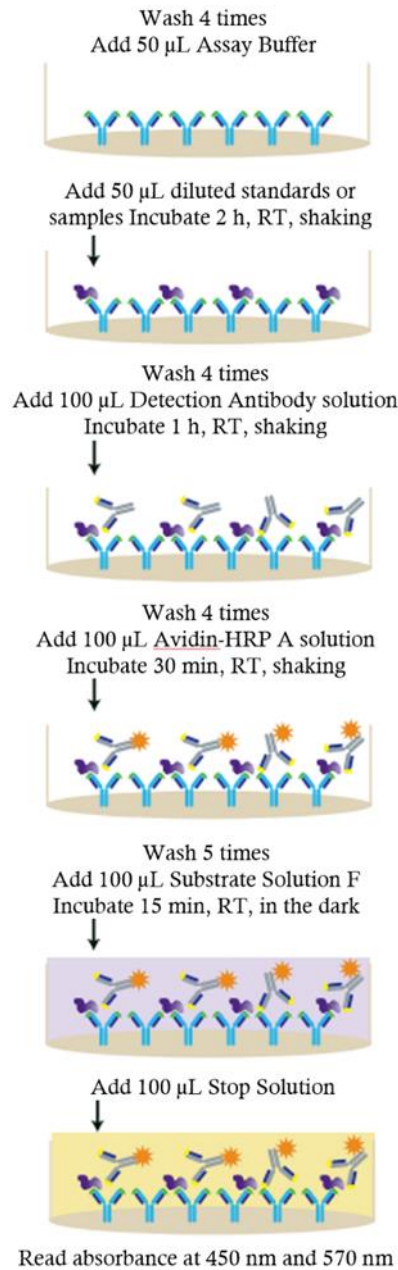 Wash 4 times
Add 50 µL Assay Buffer
Add 50 µL diluted standards or
samples Incubate 2 h, RT, shaking
Wash 4 times
Add 100 µL Detection Antibody solution
Incubate 1 h, RT, shaking
Wash 4 times
Add 100 µL Avidin-HRP A solution
Incubate 30 min, RT, shaking
Wash 5 times
Add 100 µL Substrate Solution F
Incubate 15 min, RT, in the dark
Add 100 µL Stop Solution
Read absorbance at 450 nm and 570 nm